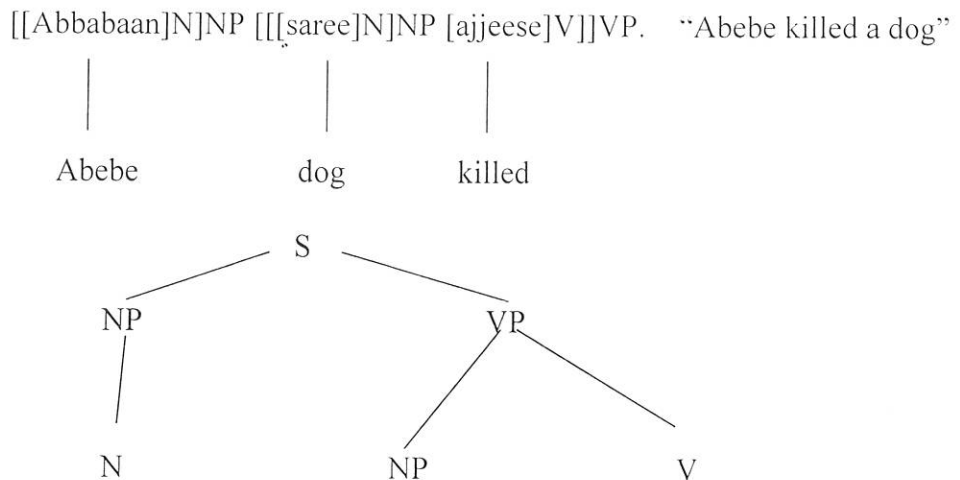 [[Abbabaan]N]NP [[[saree]N]NP [ajjeese]V]]VP. “Abebe killed a dog”
Abebe dog killed
S
NP VP
N NP V